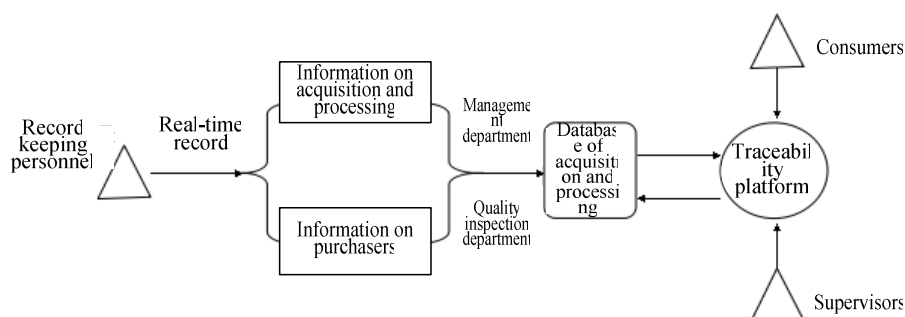 Record
keeping
personnel
Real-time
record
Information on
acquisition and
processing
Information on
purchasers
Manageme
nt
department
Quality
inspection
department
Databas
e of
acquisiti
on and
processi
ng
Traceabil
ity
platform
Consumers
Supervisors